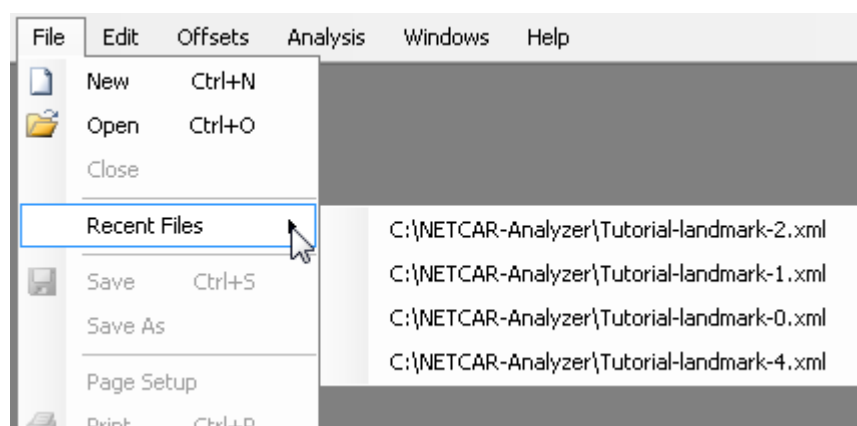 File Edit Offsets Analysis Windows Help
New Ctrl+N
Open Ctrl+O
Close
Recent Files
C:\NETCAR-Analyzer\Tutorial-landmark-2.xml
C:\NETCAR-Analyzer\Tutorial-landmark-1.xml
C:\NETCAR-Analyzer\Tutorial-landmark-0.xml
C:\NETCAR-Analyzer\Tutorial-landmark-4.xml
Save Ctrl+S
Save As
Page Setup
Print Ctrl+P